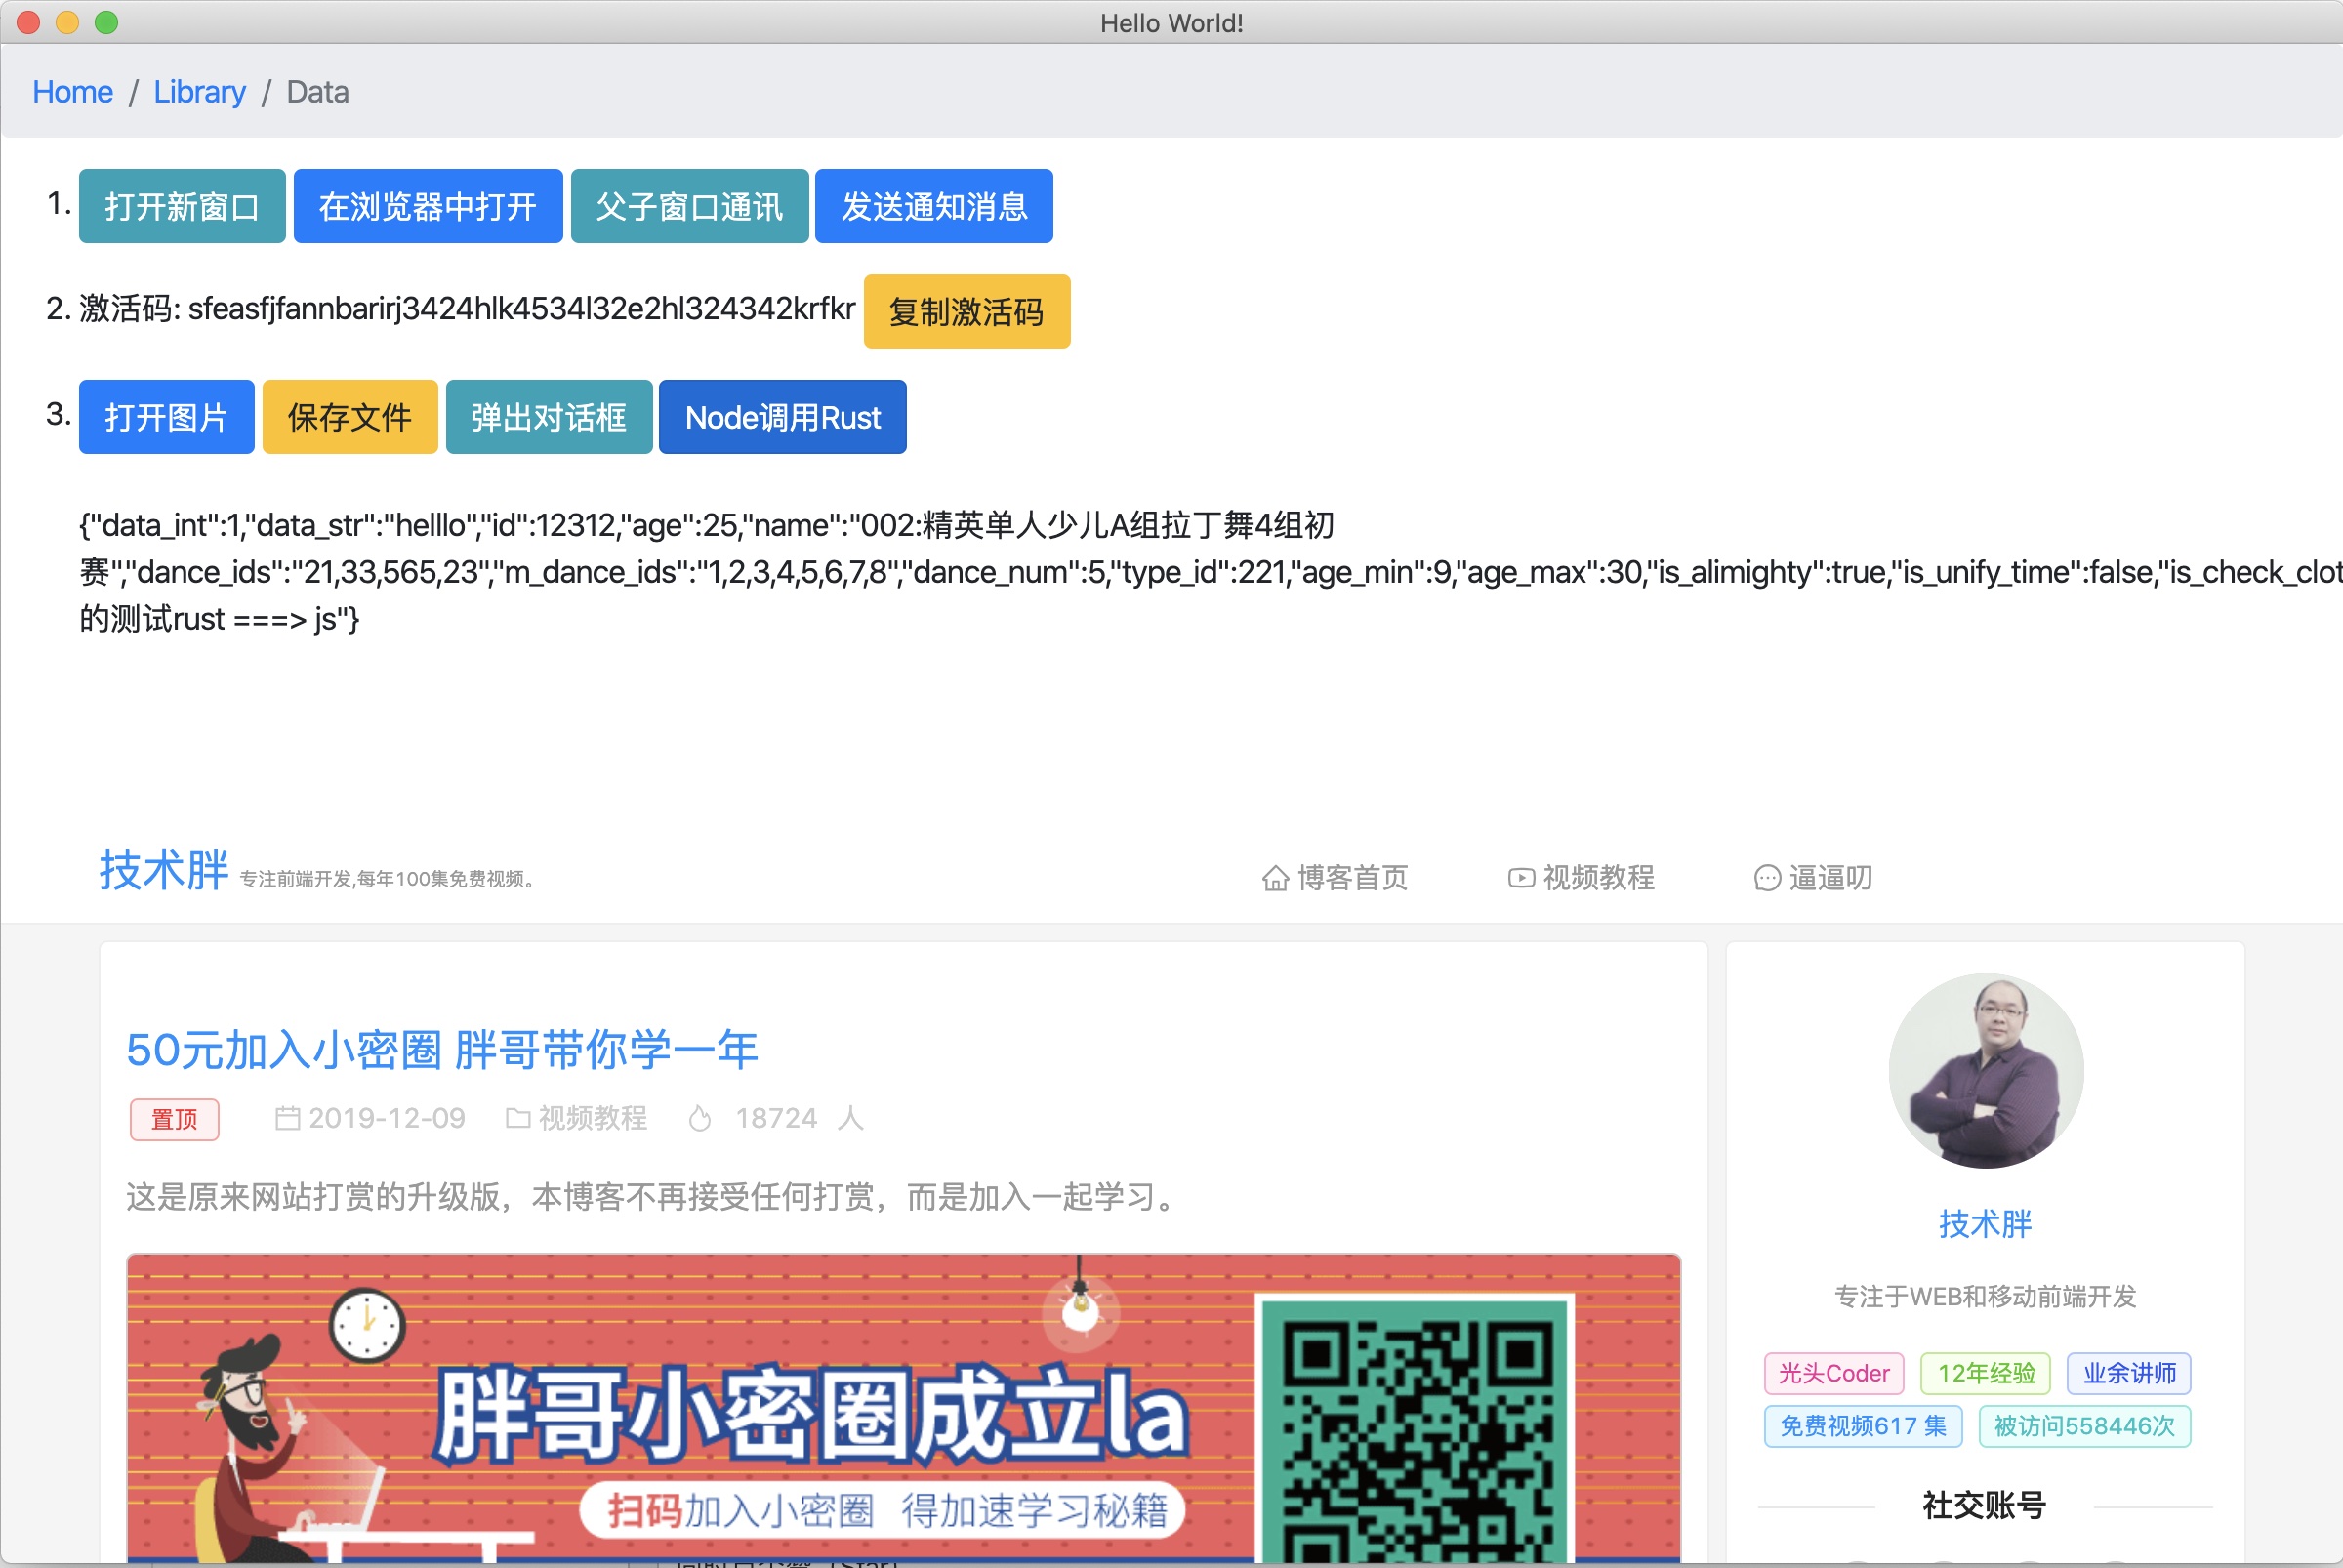 Hello World!
Home / Library / Data
1. 打开新窗口 在浏览器中打开 父子窗口通讯 发送通知消息
2. 激活码: sfeasfjfannbarirj3424hlk4534l32e2hl324342krfkr 复制激活码
3. 打开图片 保存文件 弹出对话框 Node调用Rust
{"data_int":1,"data_str":"helllo","id":12312,"age":25,"name":"002:精英单人少儿A组拉丁舞4组初
赛","dance_ids":"21,33,565,23","m_dance_ids":"1,2,3,4,5,6,7,8","dance_num":5,"type_id":221,"age_min":9,"age_max":30,"is_alimighty":true,"is_unify_time":false,"is_check_clot
的测试rust ===> js"}
技术胖 专注前端开发,每年100集免费视频。 博客首页 视频教程 逼逼叨
50元加入小密圈 胖哥带你学一年
置顶 2019-12-09 视频教程 18724 人
这是原来网站打赏的升级版，本博客不再接受任何打赏，而是加入一起学习。
胖哥小密圈成立la
扫码加入小密圈 得加速学习秘籍
技术胖
专注于WEB和移动前端开发
光头Coder 12年经验 业余讲师
免费视频617 集 被访问558446次
社交账号